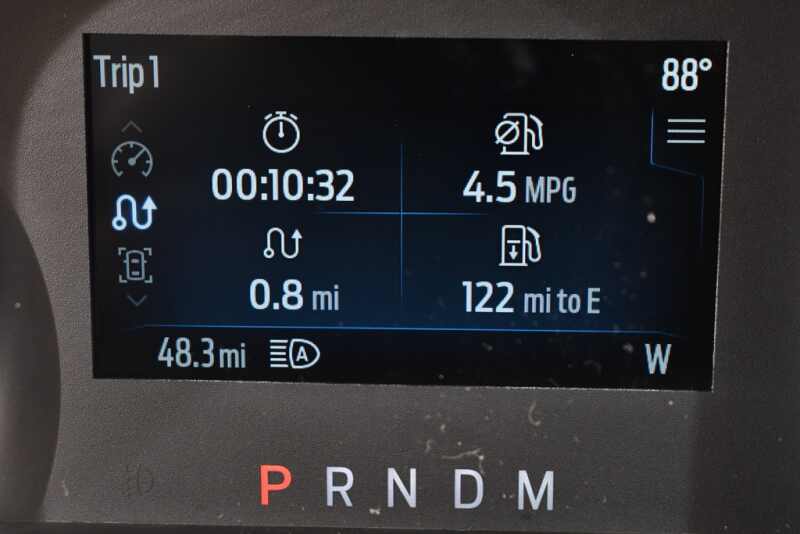 Trip 1
88°
00:10:32
4.5 MPG
0.8 mi
122 mi to E
48.3 mi
A
W
P R N D M